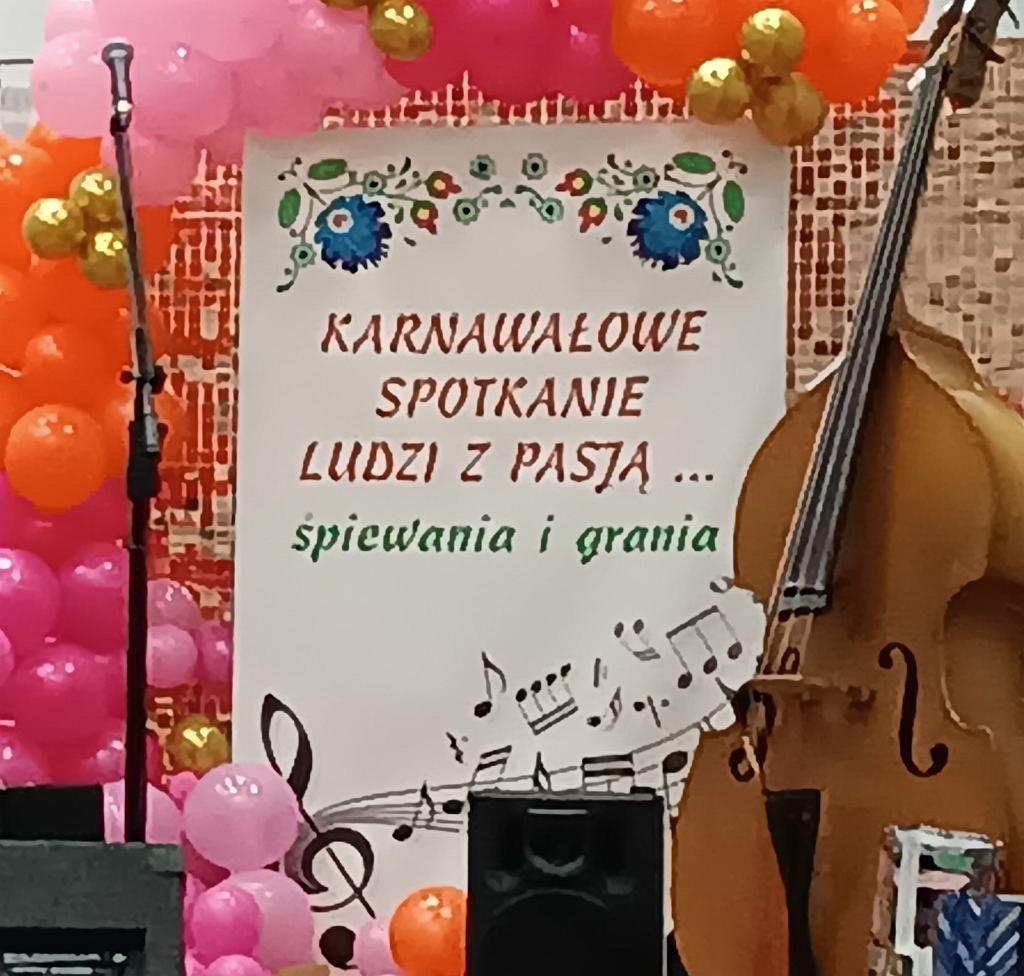 KARNAWAŁOWE
SPOTKANIE
LUDZI Z PASJĄ ...
śpiewania i grania